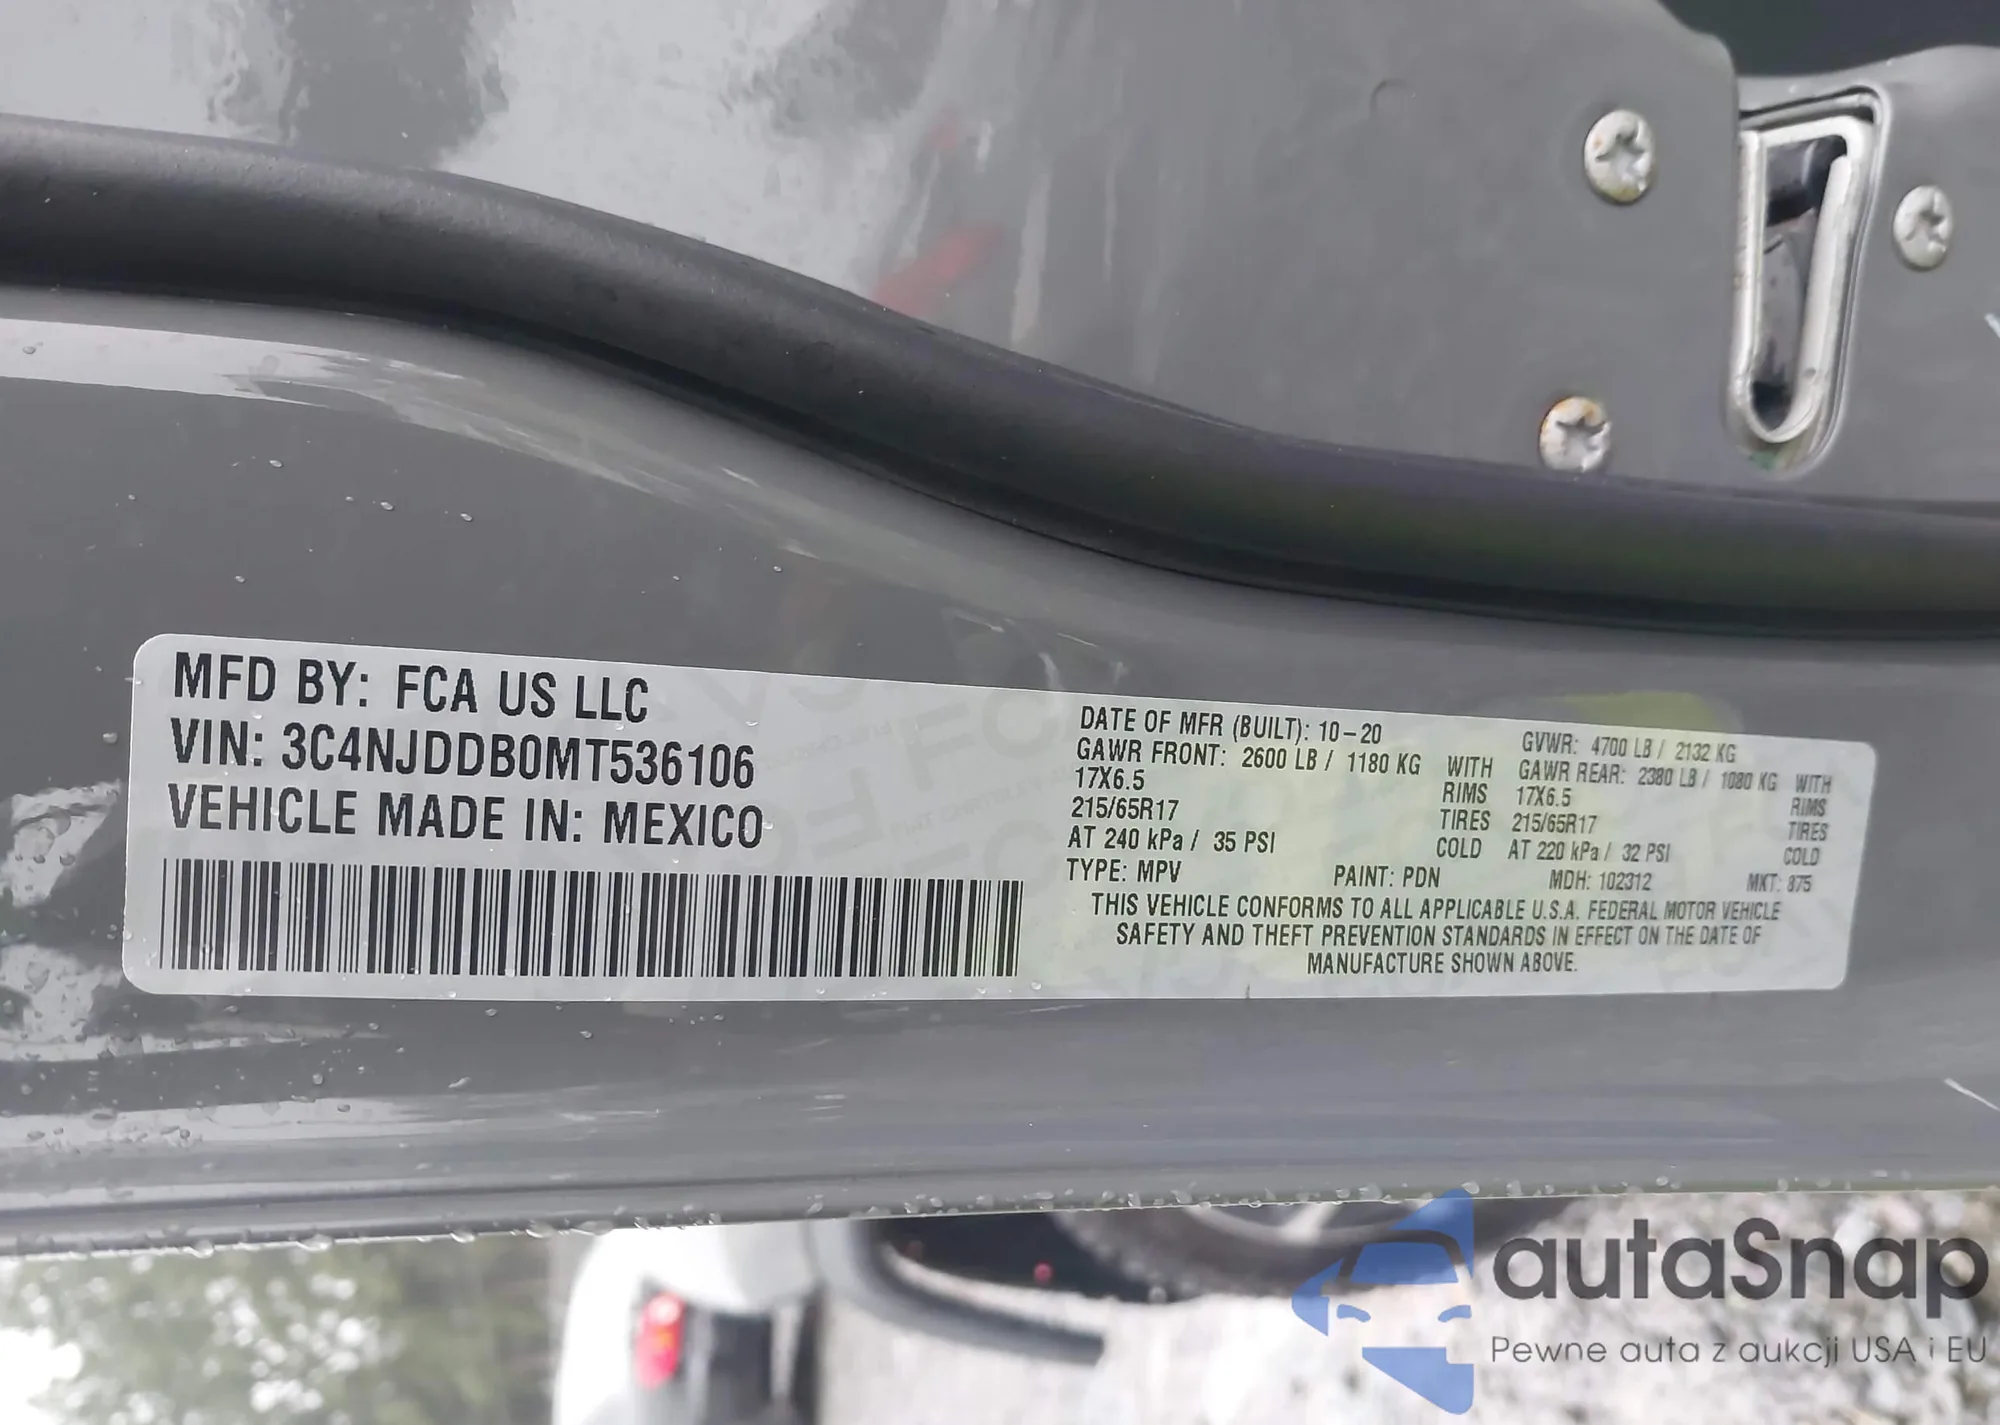 MFD BY: FCA US LLC
VIN: 3C4NJDDB0MT536106
VEHICLE MADE IN: MEXICO
DATE OF MFR (BUILT): 10-20 GVWR: 4700 LB / 2132 KG
GAWR FRONT: 2600 LB / 1180 KG WITH GAWR REAR: 2380 LB / 1080 KG WITH
17X6.5 RIMS 17X6.5 RIMS
215/65R17 TIRES 215/65R17 TIRES
AT 240 kPa / 35 PSI COLD AT 220 kPa / 32 PSI COLD
TYPE: MPV PAINT: PDN MDH: 102312 MKT: 875
THIS VEHICLE CONFORMS TO ALL APPLICABLE U.S.A. FEDERAL MOTOR VEHICLE
SAFETY AND THEFT PREVENTION STANDARDS IN EFFECT ON THE DATE OF
MANUFACTURE SHOWN ABOVE.
autaSnap
Pewne auta z aukcji USA i EU